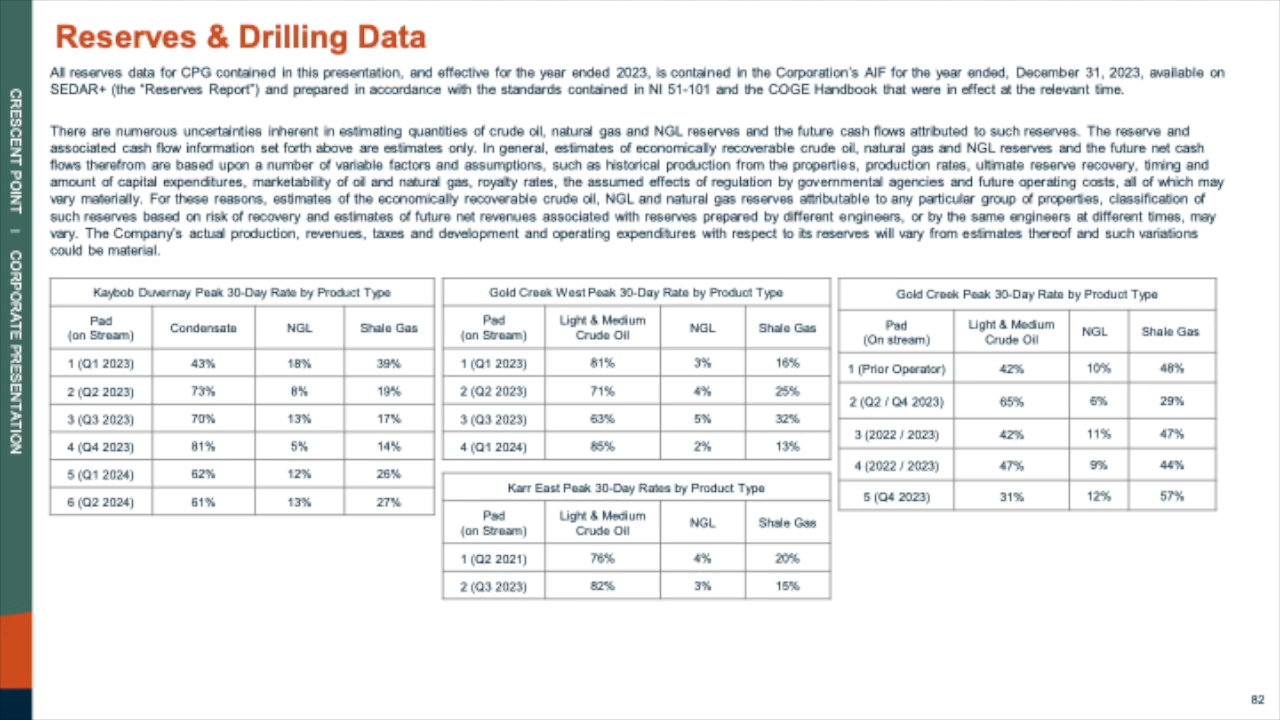 Reserves & Drilling Data
All reserves data for CPG contained in this presentation, and effective for the year ended 2023, is contained in the Corporation's AIF for the year ended, December 31, 2023, available on
SEDAR+ (the "Reserves Report") and prepared in accordance with the standards contained in NI 51-101 and the COGE Handbook that were in effect at the relevant time.
There are numerous uncertainties inherent in estimating quantities of crude oil, natural gas and NGL reserves and the future cash flows attributed to such reserves. The reserve and
associated cash flow information set forth above are estimates only. In general, estimates of economically recoverable crude oil, natural gas and NGL reserves and the future net cash
flows therefrom are based upon a number of variable factors and assumptions, such as historical production from the properties, production rates, ultimate reserve recovery, timing and
amount of capital expenditures, marketability of oil and natural gas, royalty rates, the assumed effects of regulation by governmental agencies and future operating costs, all of which may
vary materially. For these reasons, estimates of the economically recoverable crude oil, NGL and natural gas reserves attributable to any particular group of properties, classification of
such reserves based on risk of recovery and estimates of future net revenues associated with reserves prepared by different engineers, or by the same engineers at different times, may
vary. The Company's actual production, revenues, taxes and development and operating expenditures with respect to its reserves will vary from estimates thereof and such variations
could be material.
Kaybob Duvernay Peak 30-Day Rate by Product Type
Pad
(on Stream) Condensate NGL Shale Gas
1 (Q1 2023) 43% 18% 39%
2 (Q2 2023) 73% 8% 19%
3 (Q3 2023) 70% 13% 17%
4 (Q4 2023) 81% 5% 14%
5 (Q1 2024) 62% 12% 26%
6 (Q2 2024) 61% 13% 27%
Gold Creek West Peak 30-Day Rate by Product Type
Pad Light & Medium
(on Stream) Crude Oil NGL Shale Gas
1 (Q1 2023) 81% 3% 16%
2 (Q2 2023) 71% 4% 25%
3 (Q3 2023) 63% 5% 32%
4 (Q1 2024) 85% 2% 13%
Karr East Peak 30-Day Rates by Product Type
Pad Light & Medium
(on Stream) Crude Oil NGL Shale Gas
1 (Q2 2021) 76% 4% 20%
2 (Q3 2023) 82% 3% 15%
Gold Creek Peak 30-Day Rate by Product Type
Pad Light & Medium
(On stream) Crude Oil NGL Shale Gas
1 (Prior Operator) 42% 10% 48%
2 (Q2 / Q4 2023) 65% 6% 29%
3 (2022 / 2023) 42% 11% 47%
4 (2022 / 2023) 47% 9% 44%
5 (Q4 2023) 31% 12% 57%
CRESCENT POINT | CORPORATE PRESENTATION
82